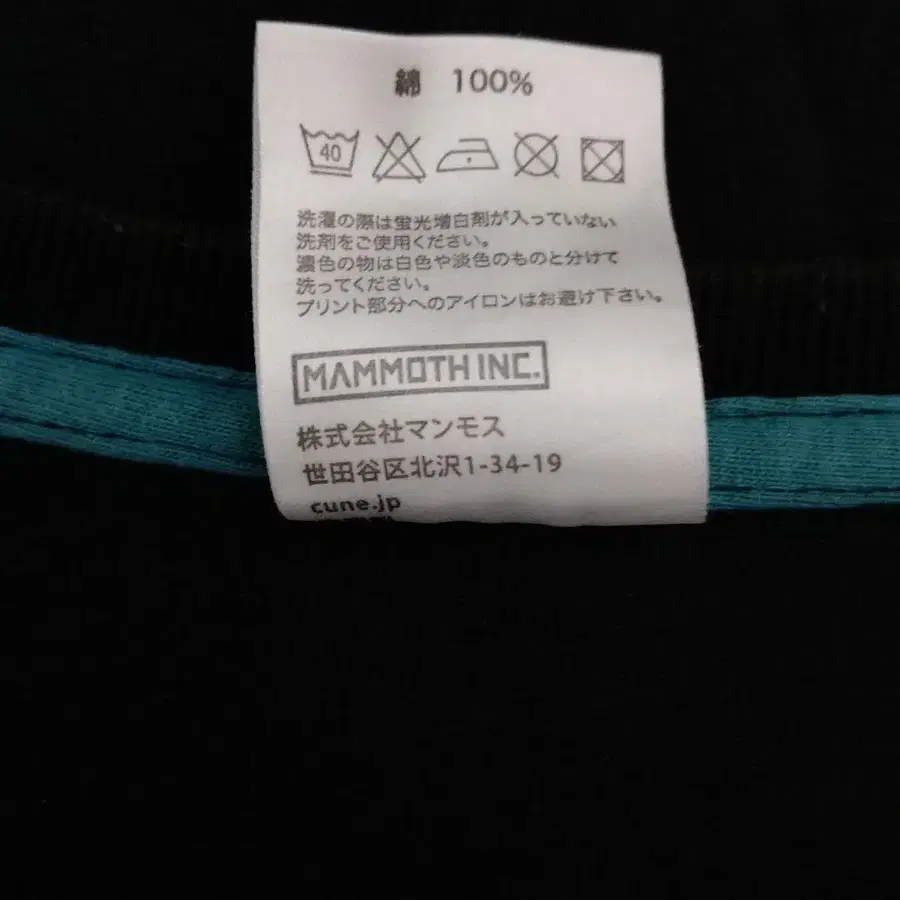 綿 100%
40
洗濯の際は蛍光増白剤が入っていない
洗剤をご使用ください。
濃色の物は白色や淡色のものと分けて
洗ってください。
プリント部分へのアイロンはお避け下さい。
MAMMOTH INC.
株式会社マンモス
世田谷区北沢1-34-19
cune.jp